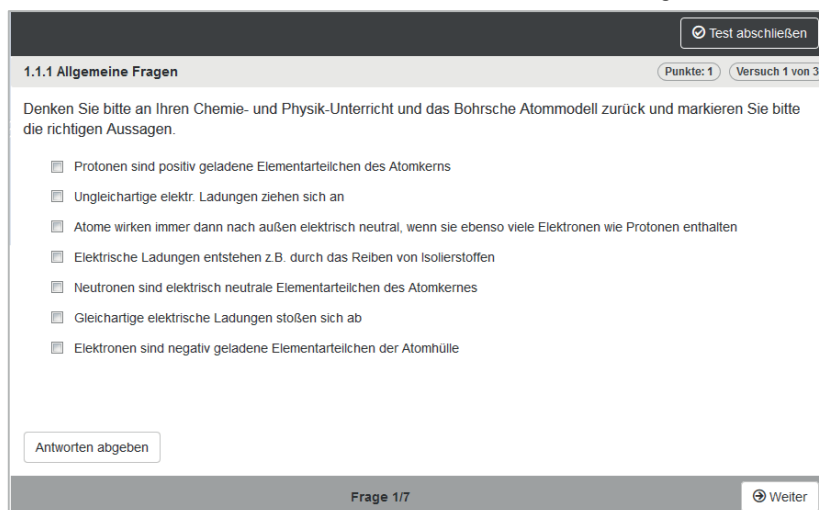 Test abschließen
1.1.1 Allgemeine Fragen Punkte: 1 Versuch 1 von 3
Denken Sie bitte an Ihren Chemie- und Physik-Unterricht und das Bohrsche Atommodell zurück und markieren Sie bitte
die richtigen Aussagen.
Protonen sind positiv geladene Elementarteilchen des Atomkerns
Ungleichartige elektr. Ladungen ziehen sich an
Atome wirken immer dann nach außen elektrisch neutral, wenn sie ebenso viele Elektronen wie Protonen enthalten
Elektrische Ladungen entstehen z.B. durch das Reiben von Isolierstoffen
Neutronen sind elektrisch neutrale Elementarteilchen des Atomkernes
Gleichartige elektrische Ladungen stoßen sich ab
Elektronen sind negativ geladene Elementarteilchen der Atomhülle
Antworten abgeben
Frage 1/7 Weiter